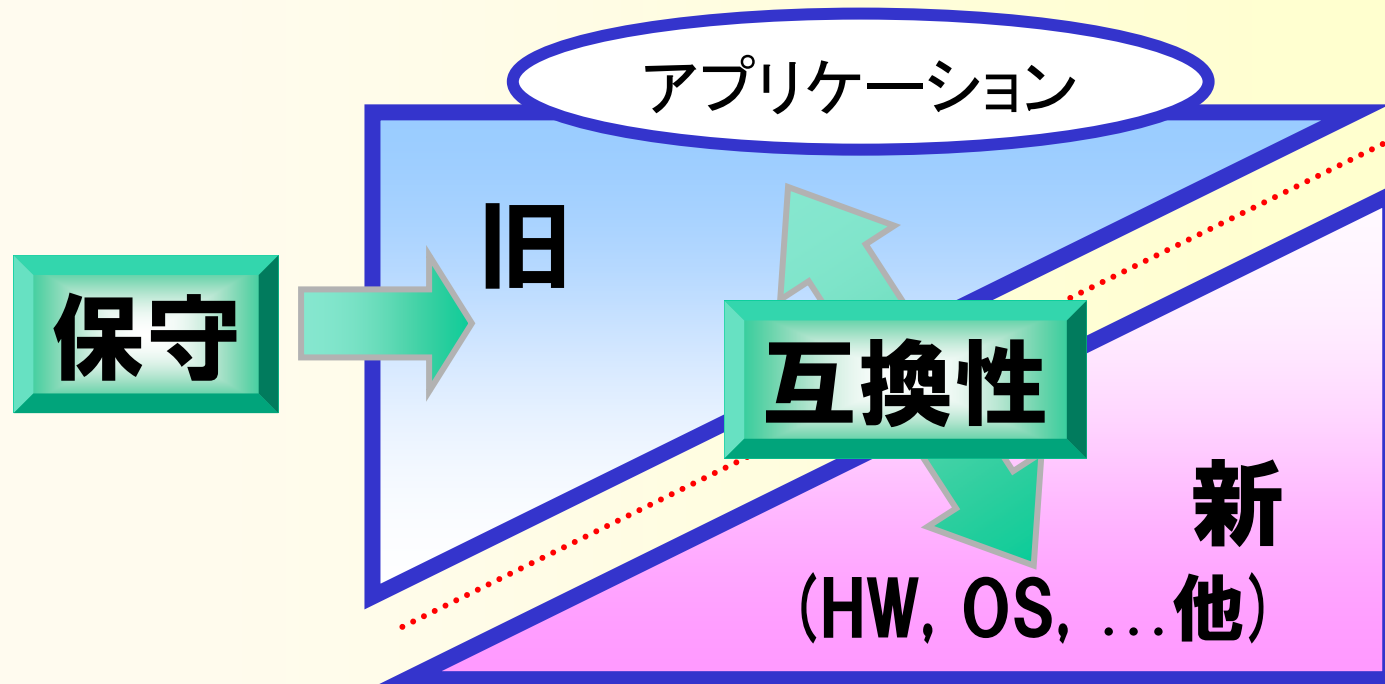 アプリケーション
旧
保守
互換性
新
(HW, OS, ...他)